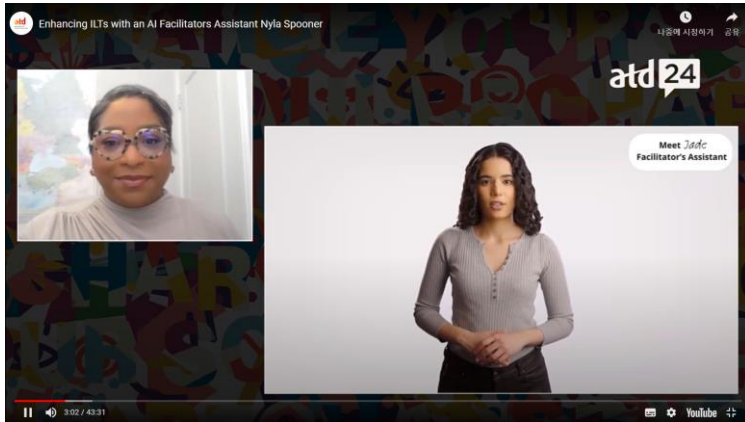 atd
Enhancing ILTs with an AI Facilitators Assistant Nyla Spooner
나중에 시청하기
공유
atd 24
Meet Jade
Facilitator's Assistant
3:02 / 43:31
YouTube